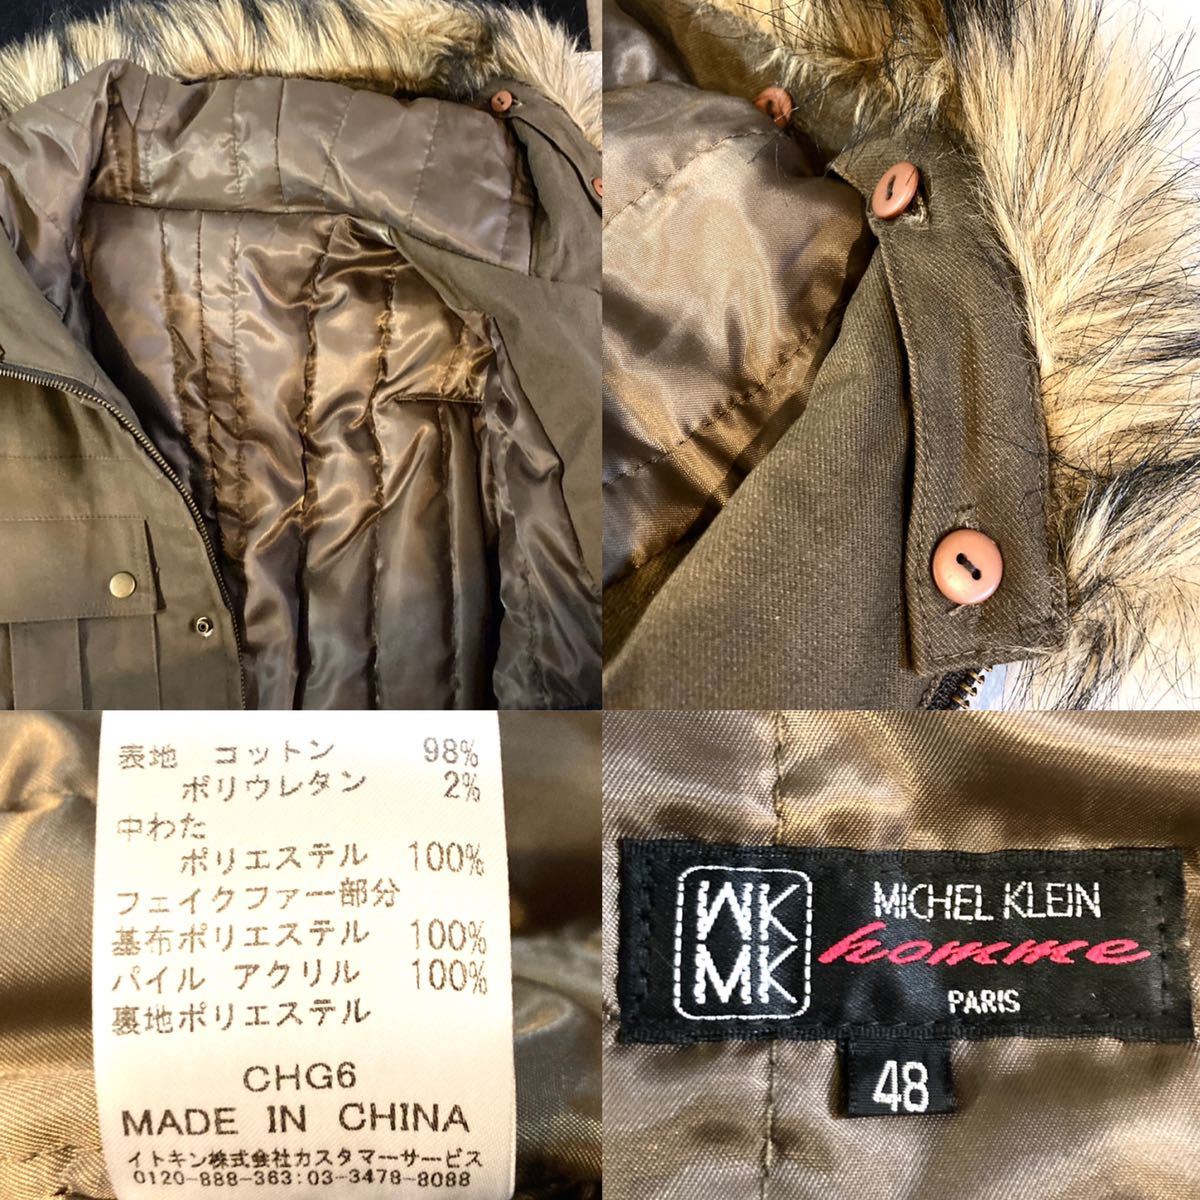 表地 コットン 98%
ポリウレタン 2%
中わた
ポリエステル 100%
フェイクファー部分
基布ポリエステル 100%
パイル アクリル 100%
裏地ポリエステル
CHG6
MADE IN CHINA
イトキン株式会社カスタマーサービス
0120-888-363:03-3478-8088
MK
MK
MICHEL KLEIN
homme
PARIS
48